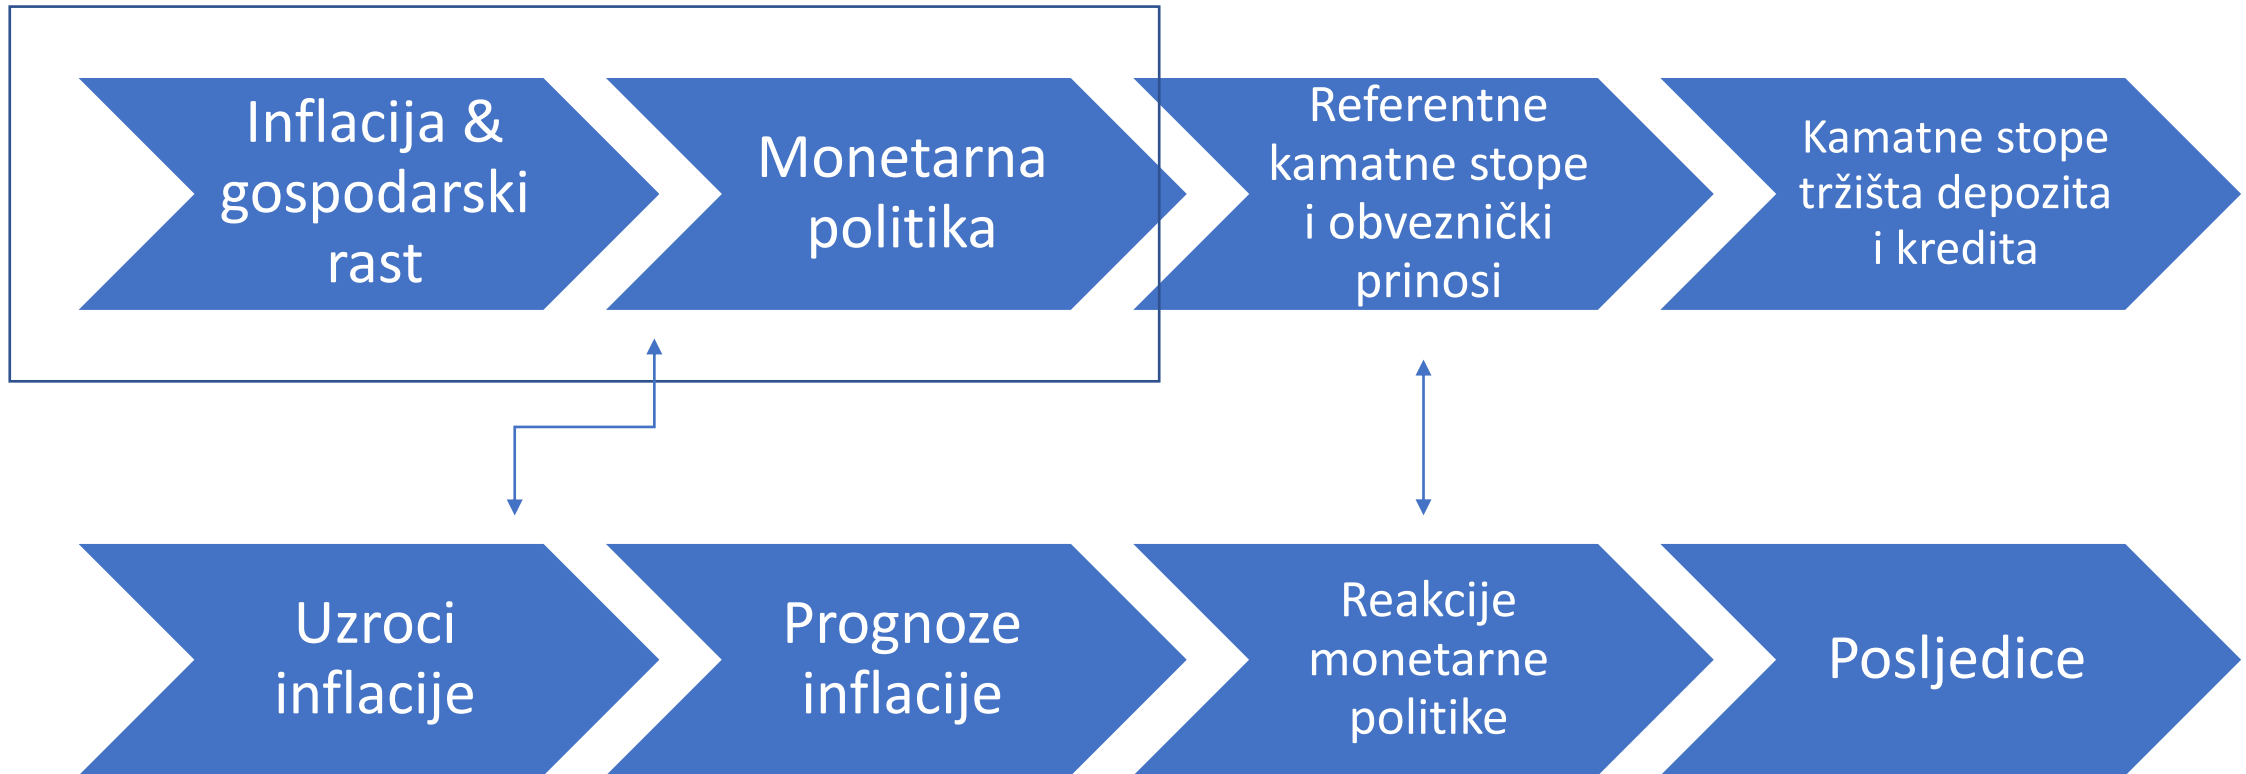 Inflacija &
gospodarski
rast
Monetarna
politika
Referentne
kamatne stope
i obveznički
prinosi
Kamatne stope
tržišta depozita
i kredita
Uzroci
inflacije
Prognoze
inflacije
Reakcije
monetarne
politike
Posljedice